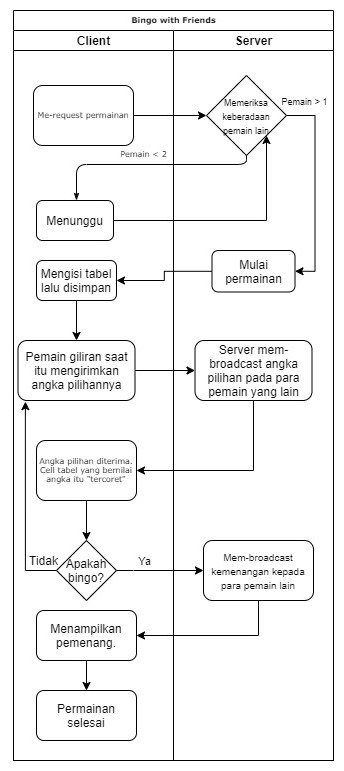 Bingo with Friends
Client
Server
Me-request permainan
Memeriksa
keberadaan
pemain lain
Pemain > 1
Pemain < 2
Menunggu
Mulai
permainan
Mengisi tabel
lalu disimpan
Pemain giliran saat
itu mengirimkan
angka pilihannya
Server mem-
broadcast angka
pilihan pada para
pemain yang lain
Angka pilihan diterima.
Cell tabel yang bernilai
angka itu "tercoret"
Tidak
Apakah
bingo?
Ya
Mem-broadcast
kemenangan kepada
para pemain lain
Menampilkan
pemenang.
Permainan
selesai